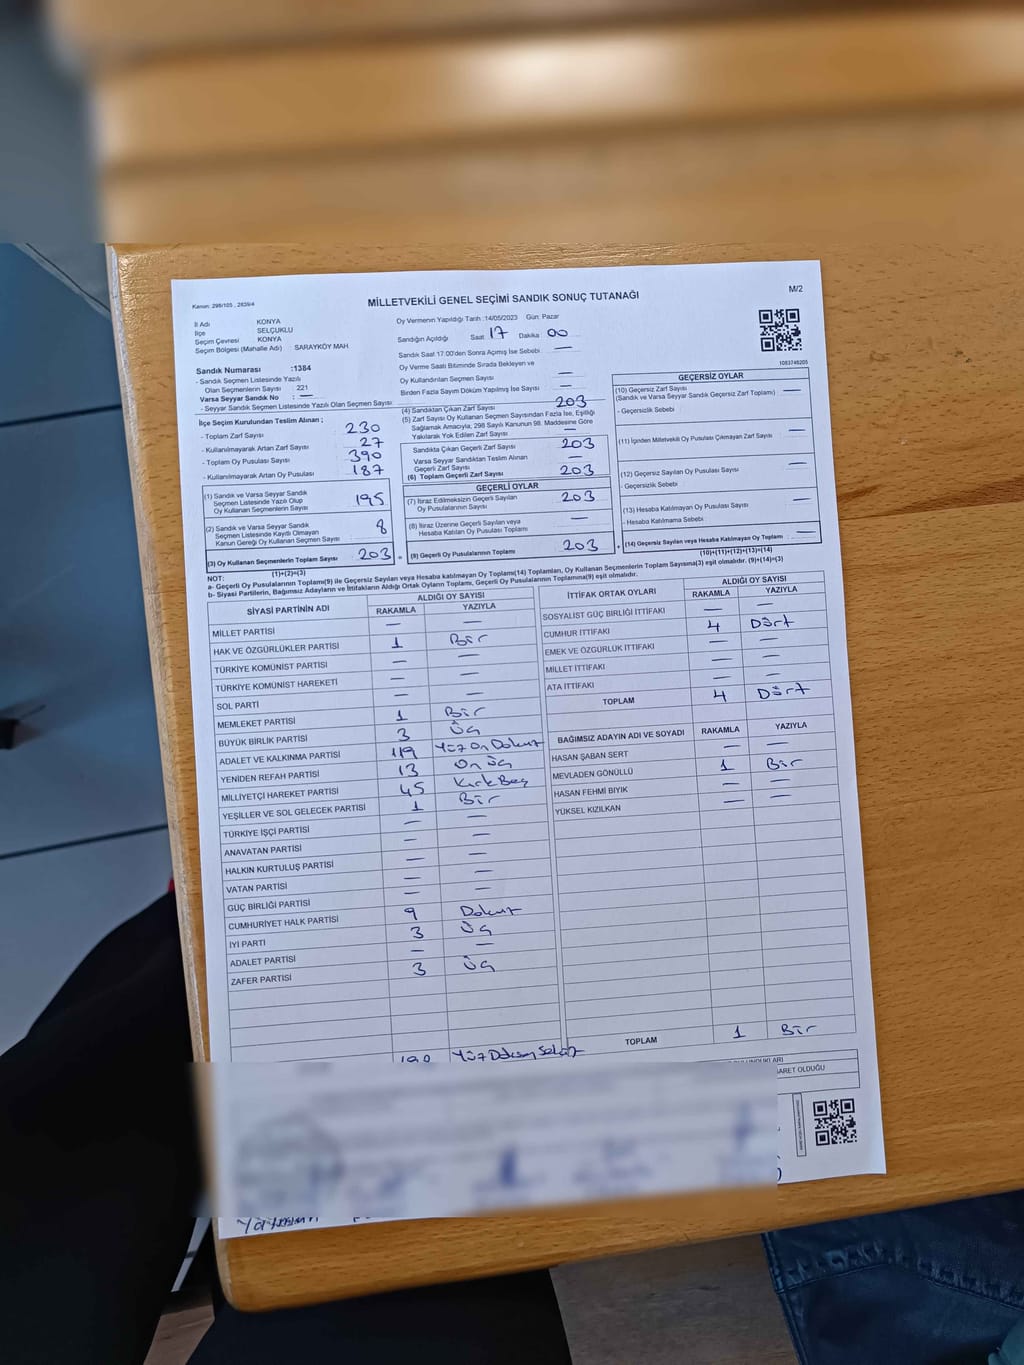 Kanun: 298/105 , 2839/4
MİLLETVEKİLİ GENEL SEÇİMİ SANDIK SONUÇ TUTANAĞI
M/2
İl Adı KONYA
İlçe SELÇUKLU
Seçim Çevresi KONYA
Seçim Bölgesi (Mahalle Adı) : SARAYKÖY MAH.
Oy Vermenin Yapıldığı Tarih :14/05/2023 Gün: Pazar
Sandığın Açıldığı Saat 17 Dakika 00
Sandık Saat 17:00'den Sonra Açılmış İse Sebebi : —
Oy Verme Saati Bitiminde Sırada Bekleyen ve
Oy Kullandırılan Seçmen Sayısı —
Birden Fazla Sayım Döküm Yapılmış İse Sayısı —
1083748205
Sandık Numarası :1384
- Sandık Seçmen Listesinde Yazılı
Olan Seçmenlerin Sayısı : 221
Varsa Seyyar Sandık No : —
- Seyyar Sandık Seçmen Listesinde Yazılı Olan Seçmen Sayısı
İlçe Seçim Kurulundan Teslim Alınan ;
- Toplam Zarf Sayısı 230
- Kullanılmayarak Artan Zarf Sayısı 27
- Toplam Oy Pusulası Sayısı 390
- Kullanılmayarak Artan Oy Pusulası 187
(1) Sandık ve Varsa Seyyar Sandık
Seçmen Listesinde Yazılı Olup
Oy Kullanan Seçmenlerin Sayısı 195
(2) Sandık ve Varsa Seyyar Sandık
Seçmen Listesinde Kayıtlı Olmayan
Kanun Gereği Oy Kullanan Seçmen Sayısı 8
(3) Oy Kullanan Seçmenlerin Toplam Sayısı 203 =
(1)+(2)=(3)
(4) Sandıktan Çıkan Zarf Sayısı 203
(5) Zarf Sayısı Oy Kullanan Seçmen Sayısından Fazla İse, Eşitliği
Sağlamak Amacıyla, 298 Sayılı Kanunun 98. Maddesine Göre
Yakılarak Yok Edilen Zarf Sayısı —
Sandıkta Çıkan Geçerli Zarf Sayısı 203
Varsa Seyyar Sandıktan Teslim Alınan
Geçerli Zarf Sayısı —
(6) Toplam Geçerli Zarf Sayısı 203
GEÇERLİ OYLAR
(7) İtiraz Edilmeksizin Geçerli Sayılan
Oy Pusulalarının Sayısı 203
(8) İtiraz Üzerine Geçerli Sayılan veya
Hesaba Katılan Oy Pusulası Toplamı —
(9) Geçerli Oy Pusulalarının Toplamı 203 +
GEÇERSİZ OYLAR
(10) Geçersiz Zarf Sayısı —
(Sandık ve Varsa Seyyar Sandık Geçersiz Zarf Toplamı)
- Geçersizlik Sebebi :
(11) İçinden Milletvekili Oy Pusulası Çıkmayan Zarf Sayısı —
(12) Geçersiz Sayılan Oy Pusulası Sayısı —
- Geçersizlik Sebebi
(13) Hesaba Katılmayan Oy Pusulası Sayısı —
- Hesaba Katılmama Sebebi
(14) Geçersiz Sayılan veya Hesaba Katılmayan Oy Toplamı —
(10)+(11)+(12)+(13)=(14)
NOT:
a- Geçerli Oy Pusulalarının Toplamı(9) ile Geçersiz Sayılan veya Hesaba katılmayan Oy Toplamı(14) Toplamları, Oy Kullanan Seçmenlerin Toplam Sayısına(3) eşit olmalıdır. (9)+(14)=(3)
b- Siyasi Partilerin, Bağımsız Adayların ve İttifakların Aldığı Ortak Oyların Toplamı, Geçerli Oy Pusulalarının Toplamına(9) eşit olmalıdır.
SİYASİ PARTİNİN ADI ALDIĞI OY SAYISI
RAKAMLA YAZIYLA
MİLLET PARTİSİ — —
HAK VE ÖZGÜRLÜKLER PARTİSİ 1 Bir
TÜRKİYE KOMÜNİST PARTİSİ — —
TÜRKİYE KOMÜNİST HAREKETİ — —
SOL PARTİ — —
MEMLEKET PARTİSİ 1 Bir
BÜYÜK BİRLİK PARTİSİ 3 Üç
ADALET VE KALKINMA PARTİSİ 119 Yüz On Dokuz
YENİDEN REFAH PARTİSİ 13 On üç
MİLLİYETÇİ HAREKET PARTİSİ 45 Kırk Beş
YEŞİLLER VE SOL GELECEK PARTİSİ 1 Bir
TÜRKİYE İŞÇİ PARTİSİ — —
ANAVATAN PARTİSİ — —
HALKIN KURTULUŞ PARTİSİ — —
VATAN PARTİSİ — —
GÜÇ BİRLİĞİ PARTİSİ — —
CUMHURİYET HALK PARTİSİ 9 Dokuz
İYİ PARTİ 3 Üç
ADALET PARTİSİ — —
ZAFER PARTİSİ 3 Üç
Yüz Doksan Sekiz
İTTİFAK ORTAK OYLARI ALDIĞI OY SAYISI
RAKAMLA YAZIYLA
SOSYALİST GÜÇ BİRLİĞİ İTTİFAKI — —
CUMHUR İTTİFAKI 4 Dört
EMEK VE ÖZGÜRLÜK İTTİFAKI — —
MİLLET İTTİFAKI — —
ATA İTTİFAKI — —
TOPLAM 4 Dört
BAĞIMSIZ ADAYIN ADI VE SOYADI RAKAMLA YAZIYLA
HASAN ŞABAN SERT — —
MEVLADEN GÖNÜLLÜ 1 Bir
HASAN FEHMİ BIYIK — —
YÜKSEL KIZILKAN — —
TOPLAM 1 Bir